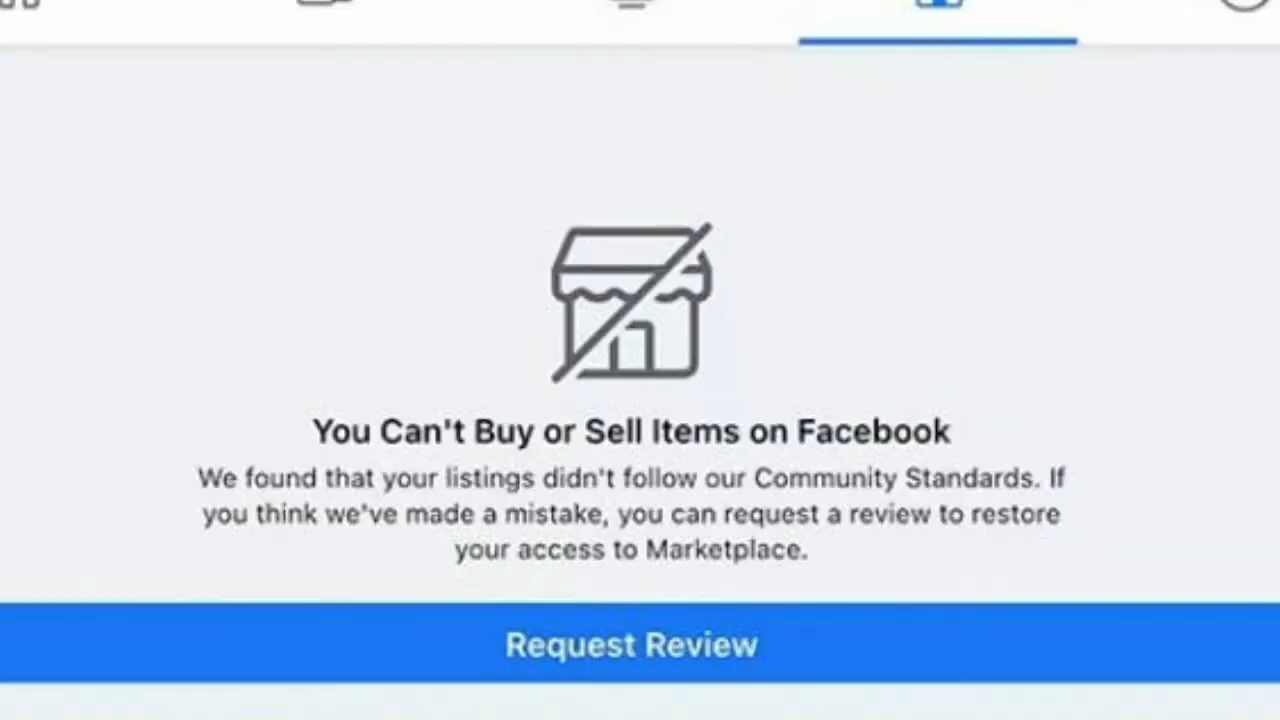 You Can't Buy or Sell Items on Facebook
We found that your listings didn't follow our Community Standards. If
you think we've made a mistake, you can request a review to restore
your access to Marketplace.
Request Review